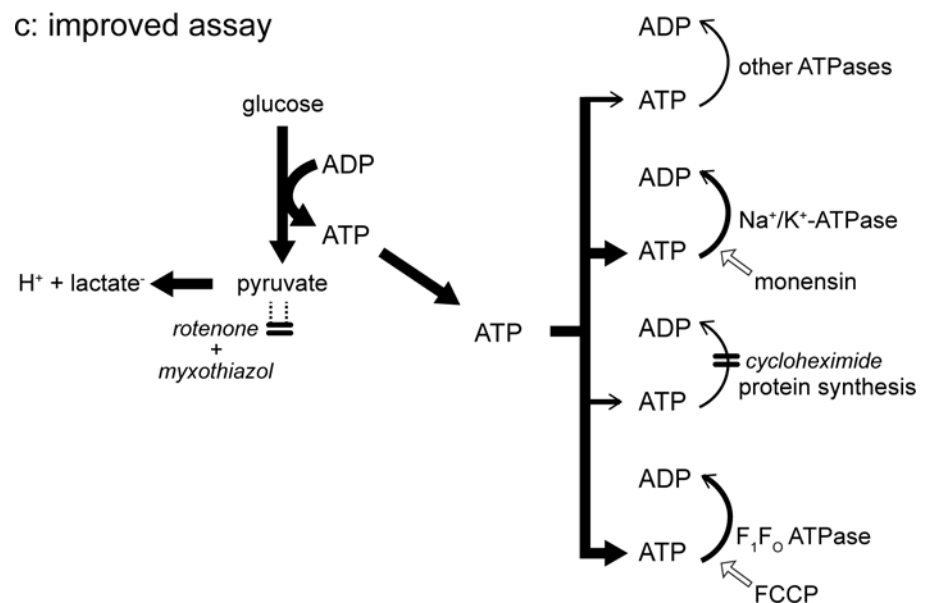 c: improved assay
ADP
other ATPases
ATP
glucose
ADP
ATP
ADP
Na⁺/K⁺-ATPase
ATP
monensin
H⁺ + lactate⁻
pyruvate
rotenone
+
myxothiazol
ATP
ADP
cycloheximide
protein synthesis
ATP
ADP
F₁F₀ ATPase
ATP
FCCP